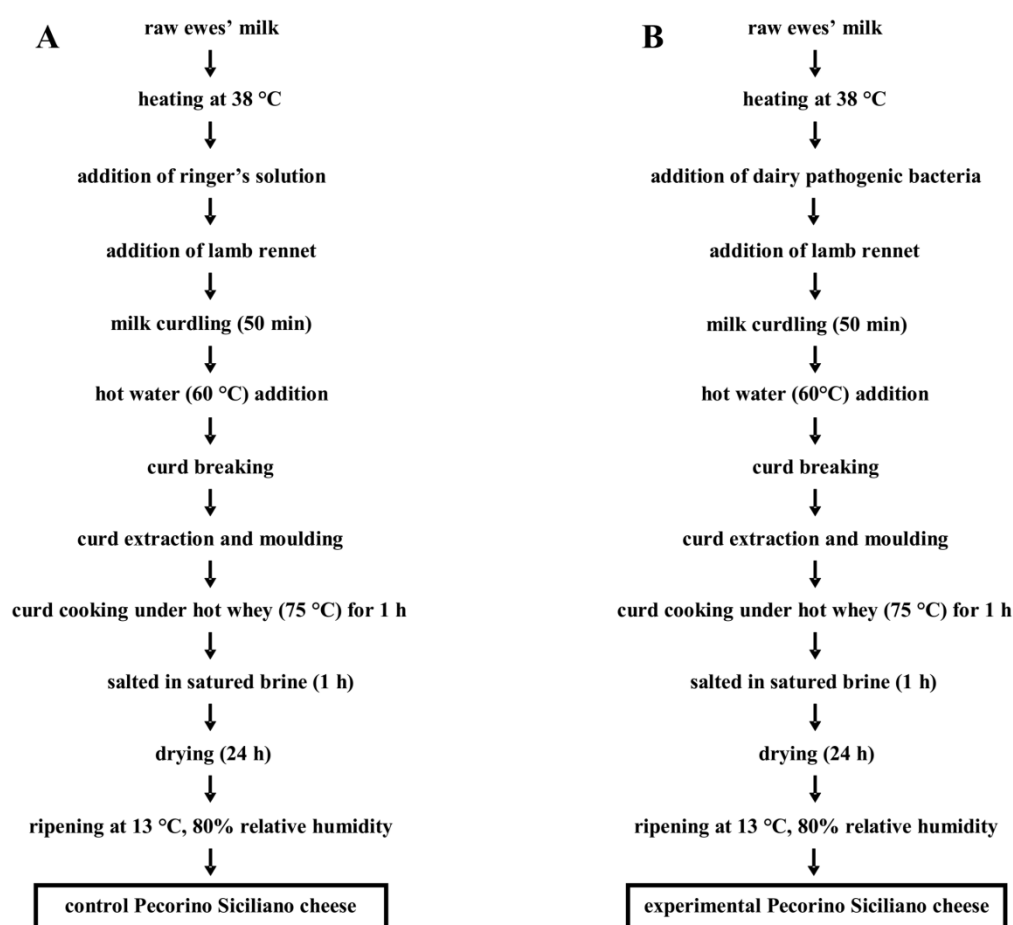 A
raw ewes' milk
heating at 38 °C
addition of ringer's solution
addition of lamb rennet
milk curdling (50 min)
hot water (60 °C) addition
curd breaking
curd extraction and moulding
curd cooking under hot whey (75 °C) for 1 h
salted in satured brine (1 h)
drying (24 h)
ripening at 13 °C, 80% relative humidity
control Pecorino Siciliano cheese
B
raw ewes' milk
heating at 38 °C
addition of dairy pathogenic bacteria
addition of lamb rennet
milk curdling (50 min)
hot water (60°C) addition
curd breaking
curd extraction and moulding
curd cooking under hot whey (75 °C) for 1 h
salted in satured brine (1 h)
drying (24 h)
ripening at 13 °C, 80% relative humidity
experimental Pecorino Siciliano cheese